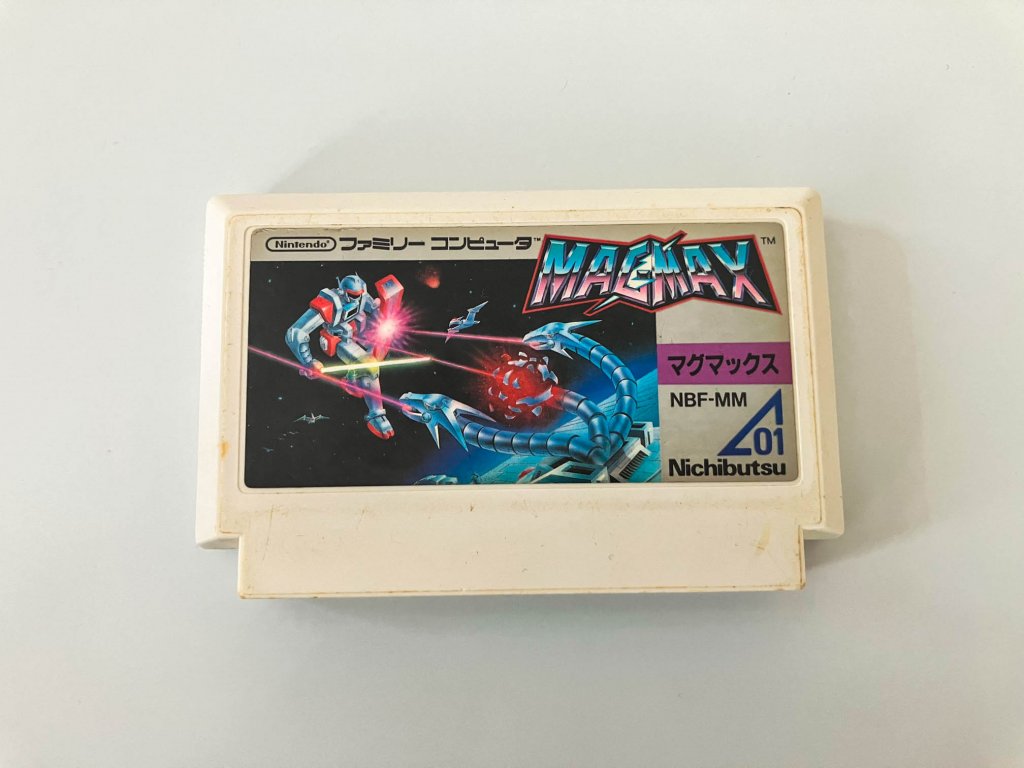 Nintendo® ファミリー コンピュータ™
MAGMAX™
マグマックス
NBF-MM
01
Nichibutsu